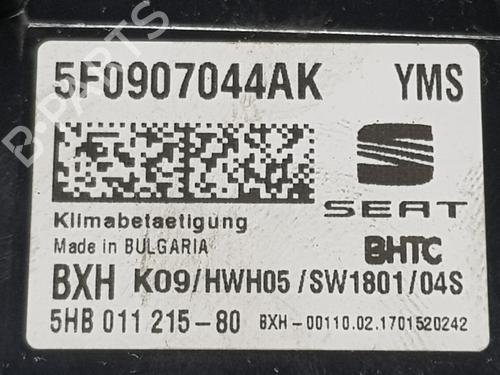 5F0907044AK YMS
SEAT
Klimabetaetigung
Made in BULGARIA BHTC
BXH K09/HWH05/SW1801/04S
5HB 011 215-80 BXH-00110.02.1701520242
B-PARTS